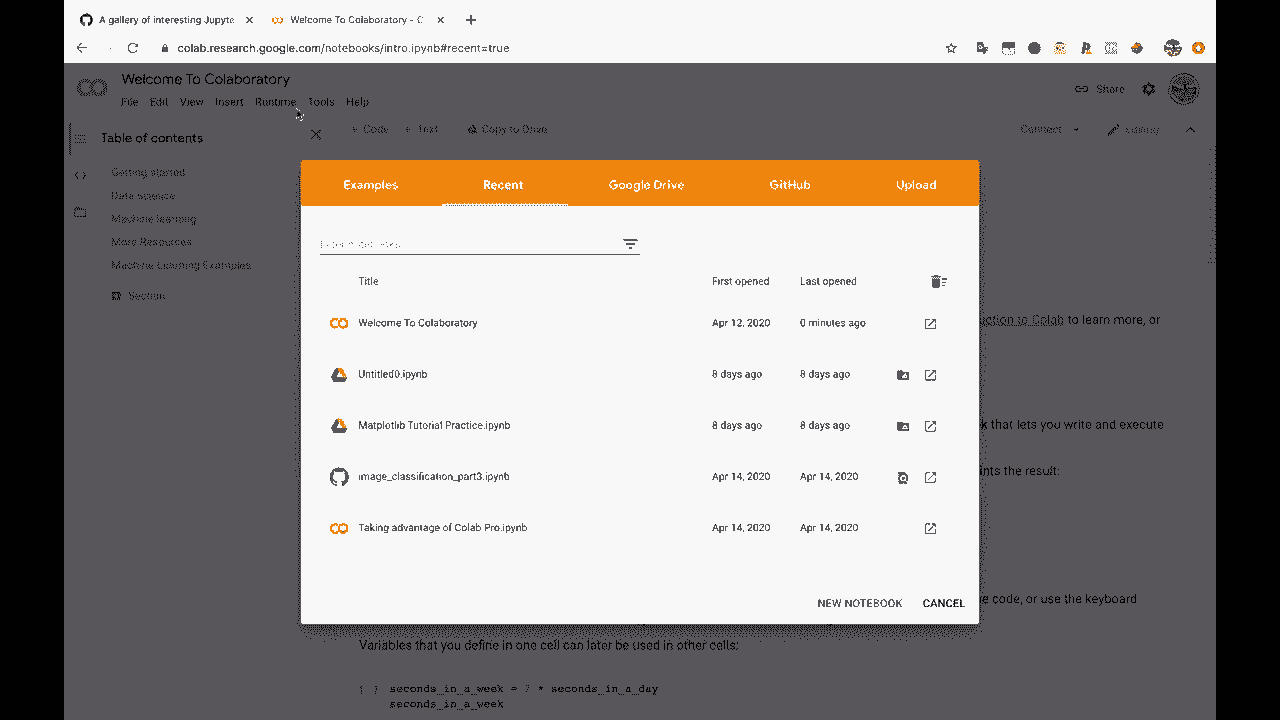 A gallery of interesting Jupyte
Welcome To Colaboratory - C
colab.research.google.com/notebooks/intro.ipynb#recent=true
Welcome To Colaboratory
File Edit View Insert Runtime Tools Help
Share
Table of contents
+ Code + Text Copy to Drive
Connect Editing
Getting started
Data science
Machine learning
More Resources
Machine Learning Examples
Section
Examples Recent Google Drive GitHub Upload
Title First opened Last opened
Welcome To Colaboratory Apr 12, 2020 0 minutes ago
Untitled0.ipynb 8 days ago 8 days ago
Matplotlib Tutorial Practice.ipynb 8 days ago 8 days ago
image_classification_part3.ipynb Apr 14, 2020 Apr 14, 2020
Taking advantage of Colab Pro.ipynb Apr 14, 2020 Apr 14, 2020
NEW NOTEBOOK CANCEL
to Colab to learn more, or
that lets you write and execute
the result:
code, or use the keyboard
Variables that you define in one cell can later be used in other cells:
[ ] seconds_in_a_week = 7 * seconds_in_a_day
seconds_in_a_week